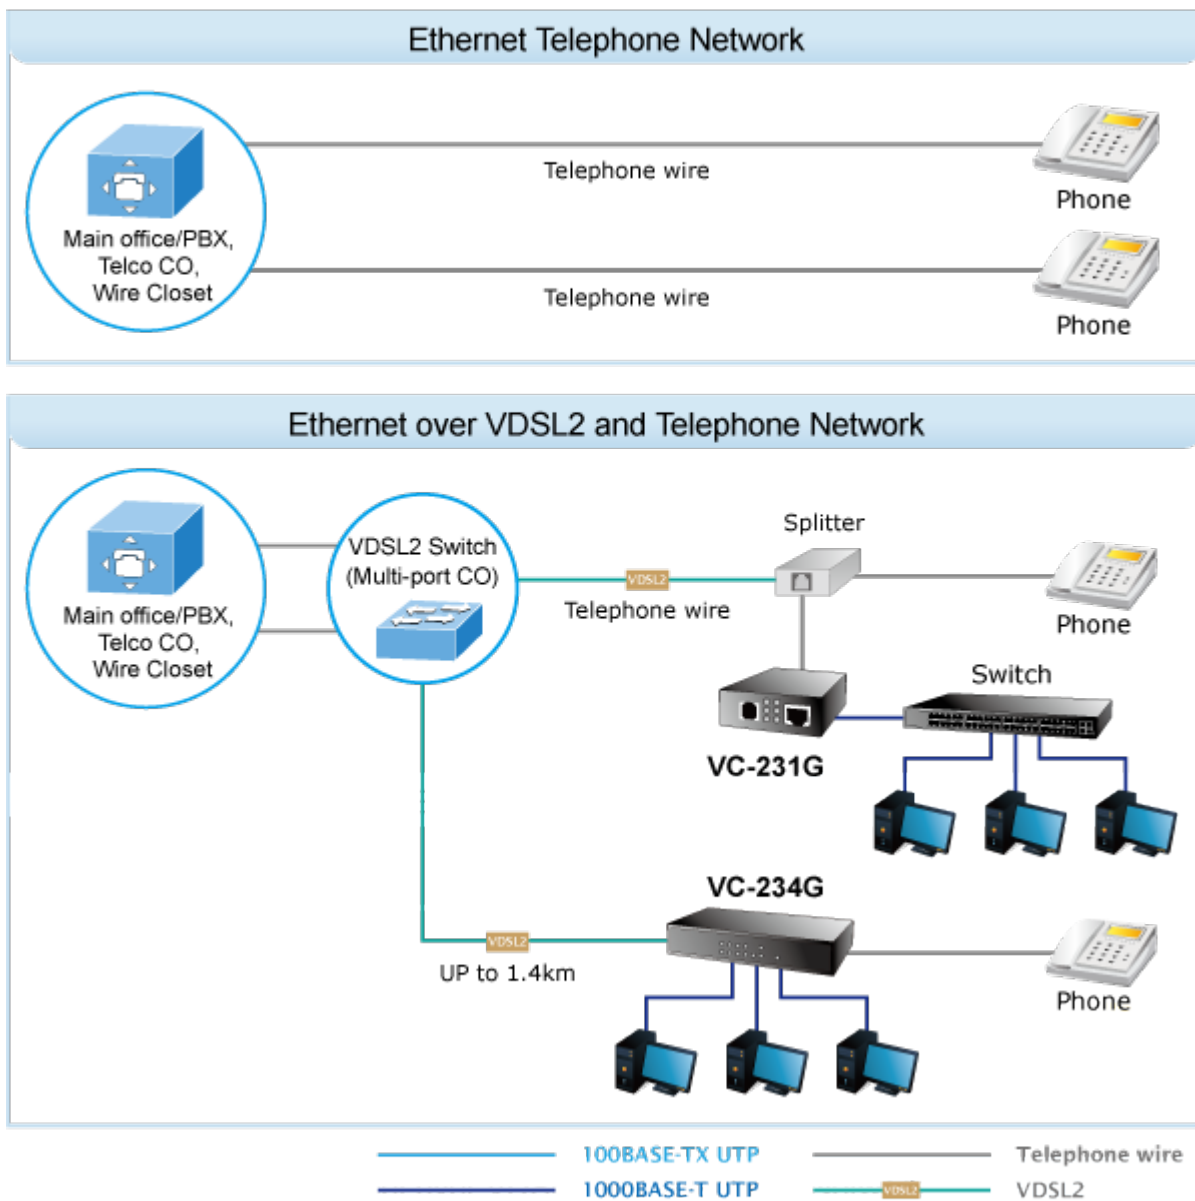 Ethernet Telephone Network
Telephone wire
Phone
Main office/PBX,
Telco CO,
Wire Closet
Telephone wire
Phone
Ethernet over VDSL2 and Telephone Network
Main office/PBX,
Telco CO,
Wire Closet
VDSL2 Switch
(Multi-port CO)
VDSL2
Telephone wire
Splitter
Phone
Switch
VC-231G
VC-234G
VDSL2
UP to 1.4km
Phone
100BASE-TX UTP
Telephone wire
1000BASE-T UTP
VDSL2
VDSL2